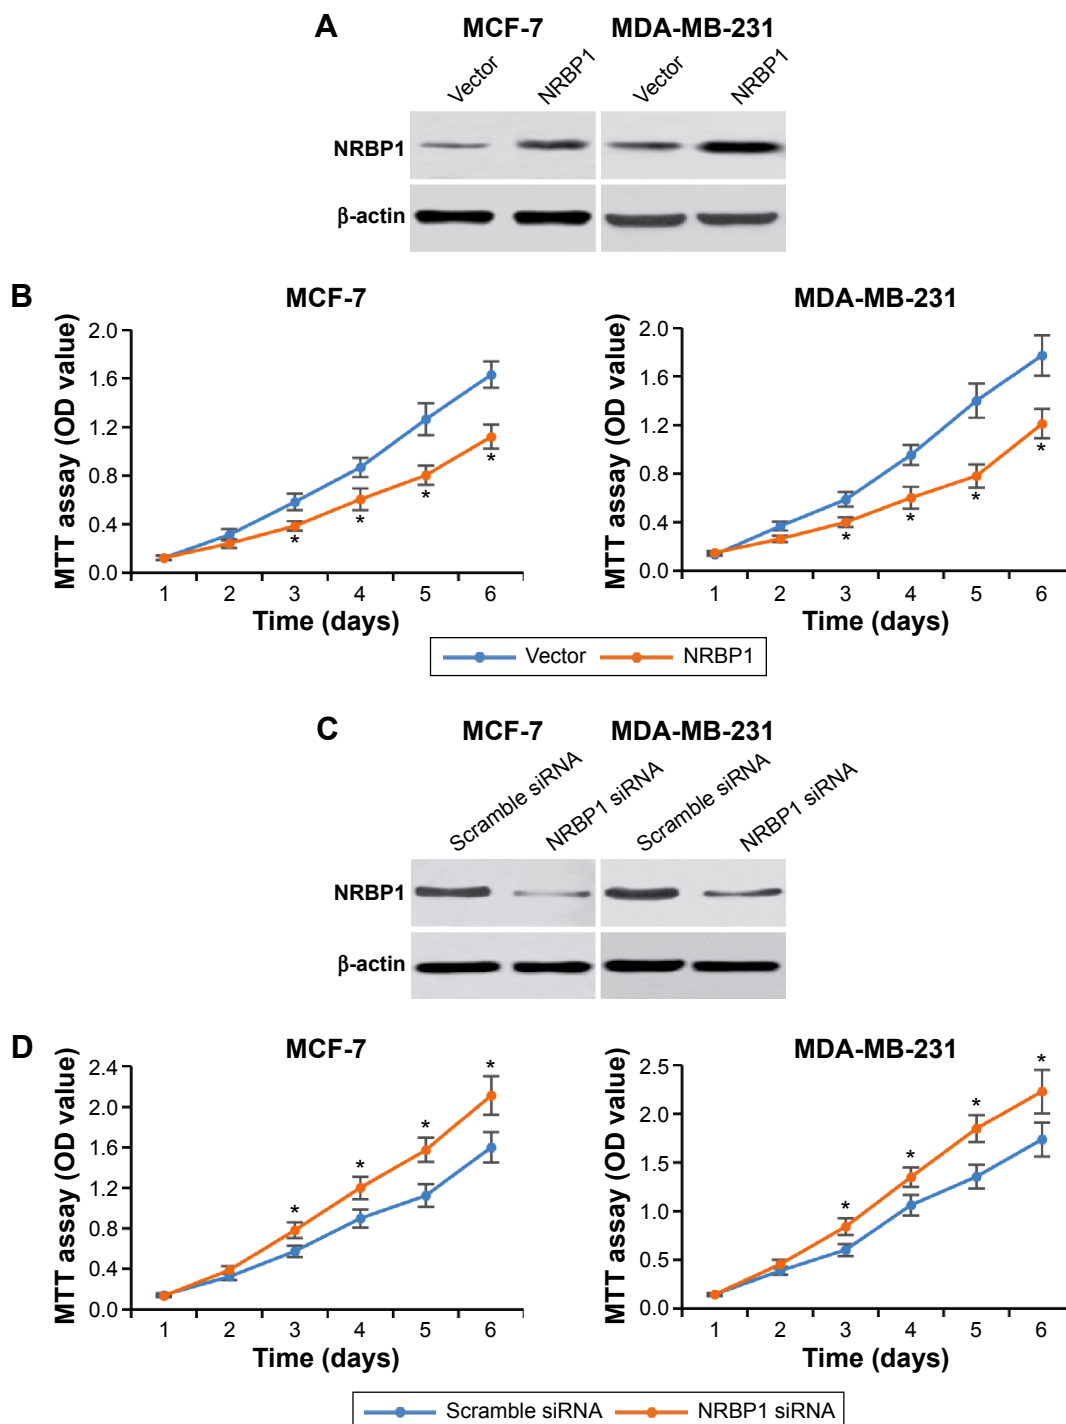 A
MCF-7
MDA-MB-231
Vector
NRBP1
Vector
NRBP1
NRBP1
β-actin
B
MCF-7
MTT assay (OD value)
2.0
1.6
1.2
0.8
0.4
0.0
*
*
*
*
1 2 3 4 5 6
Time (days)
MDA-MB-231
MTT assay (OD value)
2.0
1.6
1.2
0.8
0.4
0.0
*
*
*
*
1 2 3 4 5 6
Time (days)
Vector NRBP1
C
MCF-7
MDA-MB-231
Scramble siRNA
NRBP1 siRNA
Scramble siRNA
NRBP1 siRNA
NRBP1
β-actin
D
MCF-7
MTT assay (OD value)
2.4
2.0
1.6
1.2
0.8
0.4
0.0
*
*
*
*
1 2 3 4 5 6
Time (days)
MDA-MB-231
MTT assay (OD value)
2.5
2.0
1.5
1.0
0.5
0.0
*
*
*
*
1 2 3 4 5 6
Time (days)
Scramble siRNA NRBP1 siRNA